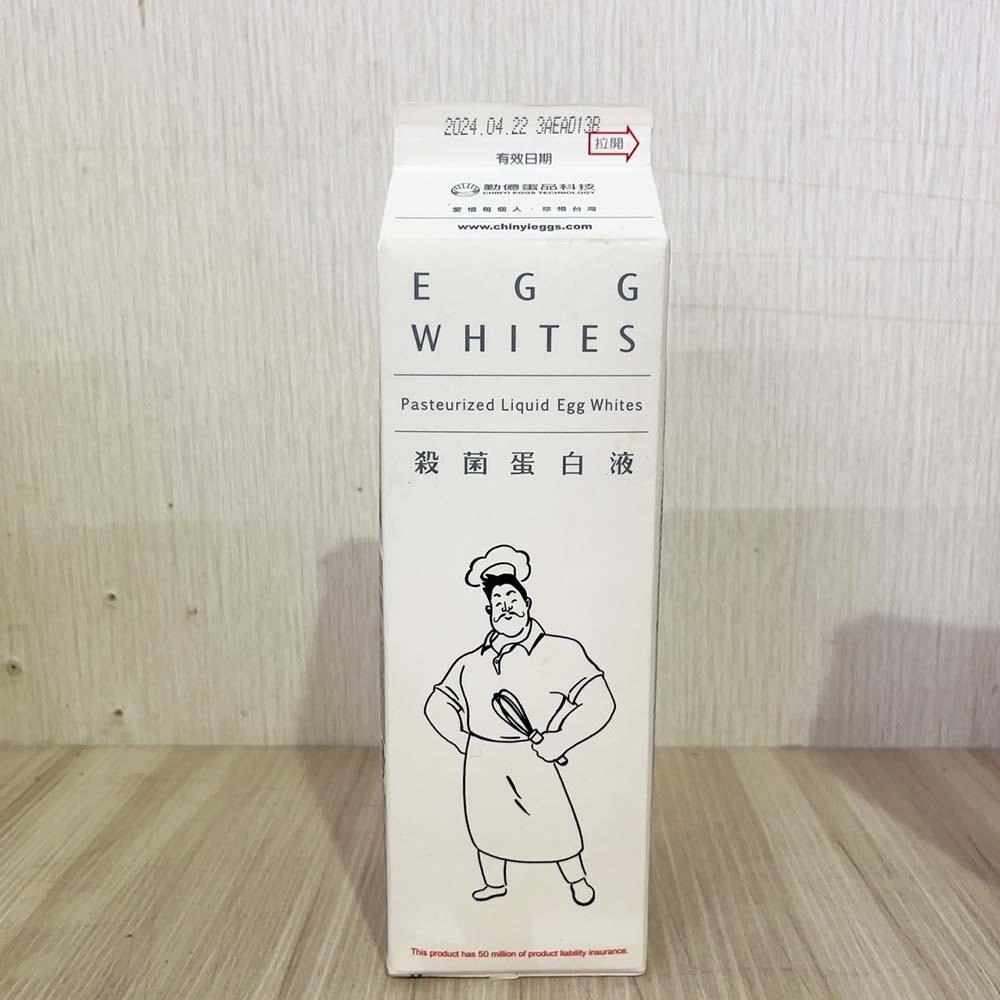 2024.04.22 3AEAD13B
拉開
有效日期
勤億蛋品科技
CHINYI EGGS TECHNOLOGY
愛惜每個人·珍惜台灣
www.chinyieggs.com
EGG
WHITES
Pasteurized Liquid Egg Whites
殺菌蛋白液
This product has 50 million of product liability insurance.